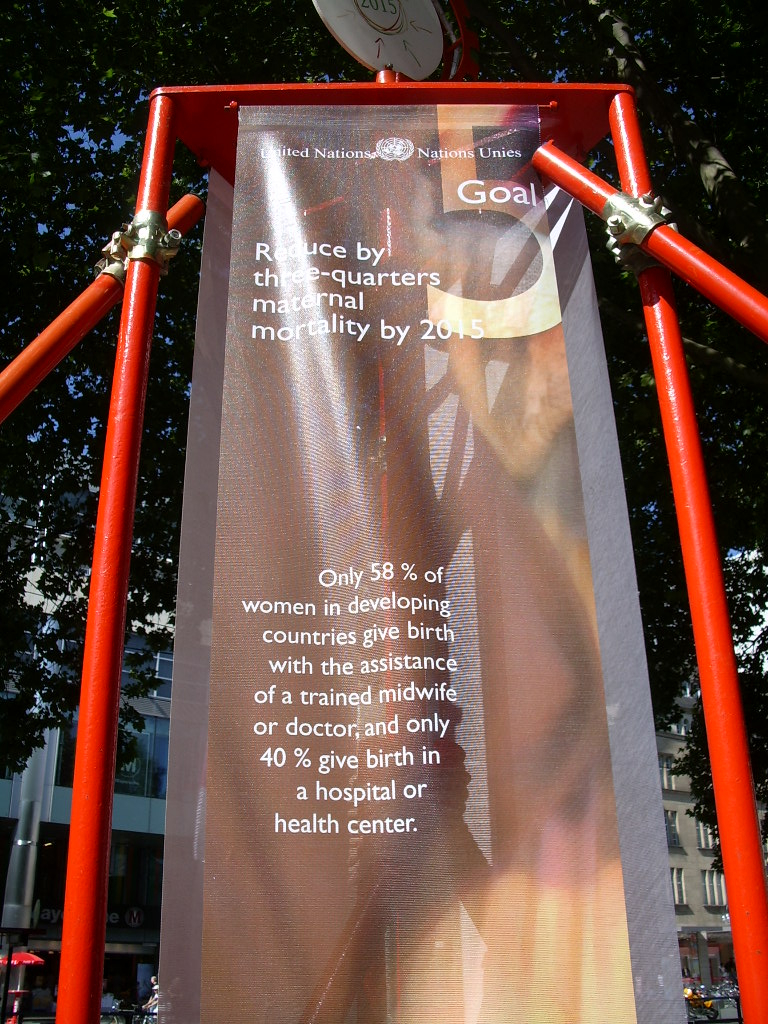 2015
United Nations Nations Unies
5
Goal
Reduce by
three-quarters
maternal
mortality by 2015
Only 58 % of
women in developing
countries give birth
with the assistance
of a trained midwife
or doctor, and only
40 % give birth in
a hospital or
health center.
M